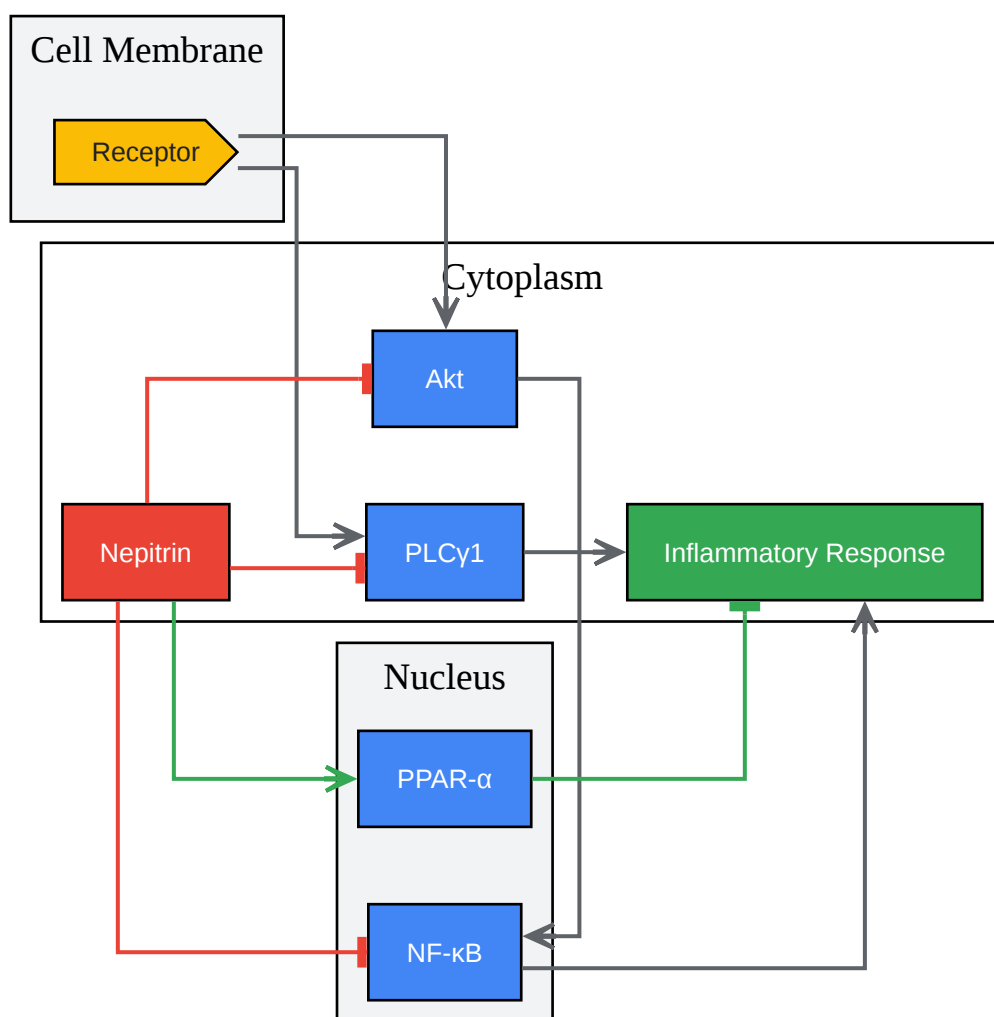 Cell Membrane
Receptor
Cytoplasm
Akt
Nepitrin
PLCγ1
Inflammatory Response
Nucleus
PPAR-α
NF-κB